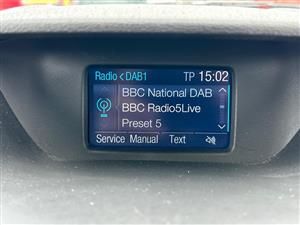 Radio < DAB1 TP 15:02
BBC National DAB
BBC Radio5Live
Preset 5
Service Manual Text